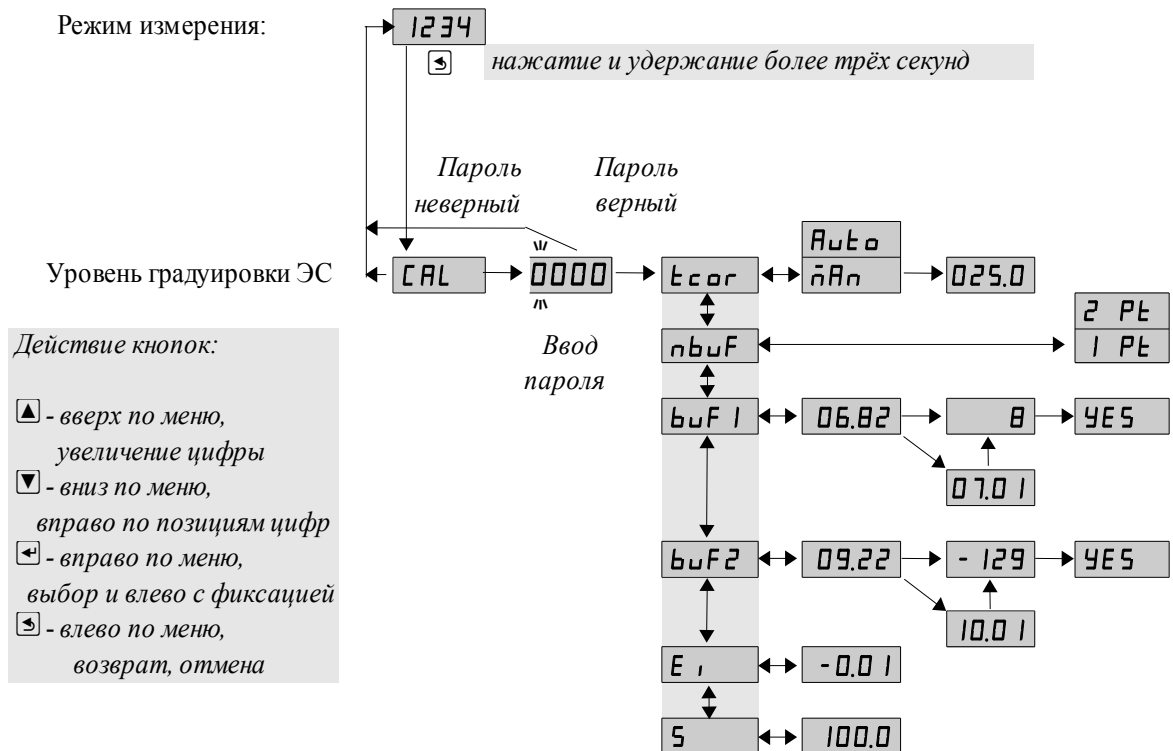 Режим измерения:
1234
нажатие и удержание более трёх секунд
Пароль неверный
Пароль верный
Уровень градуировки ЭС
CAL
0000
Ввод пароля
tcor
Auto
mAn
025.0
nbuF
2 Pt
1 Pt
buF1
06.82
8
YES
07.01
buF2
09.22
-129
YES
10.01
Ei
-0.01
S
100.0
Действие кнопок:
▲ - вверх по меню,
увеличение цифры
▼ - вниз по меню,
вправо по позициям цифр
- вправо по меню,
выбор и влево с фиксацией
- влево по меню,
возврат, отмена